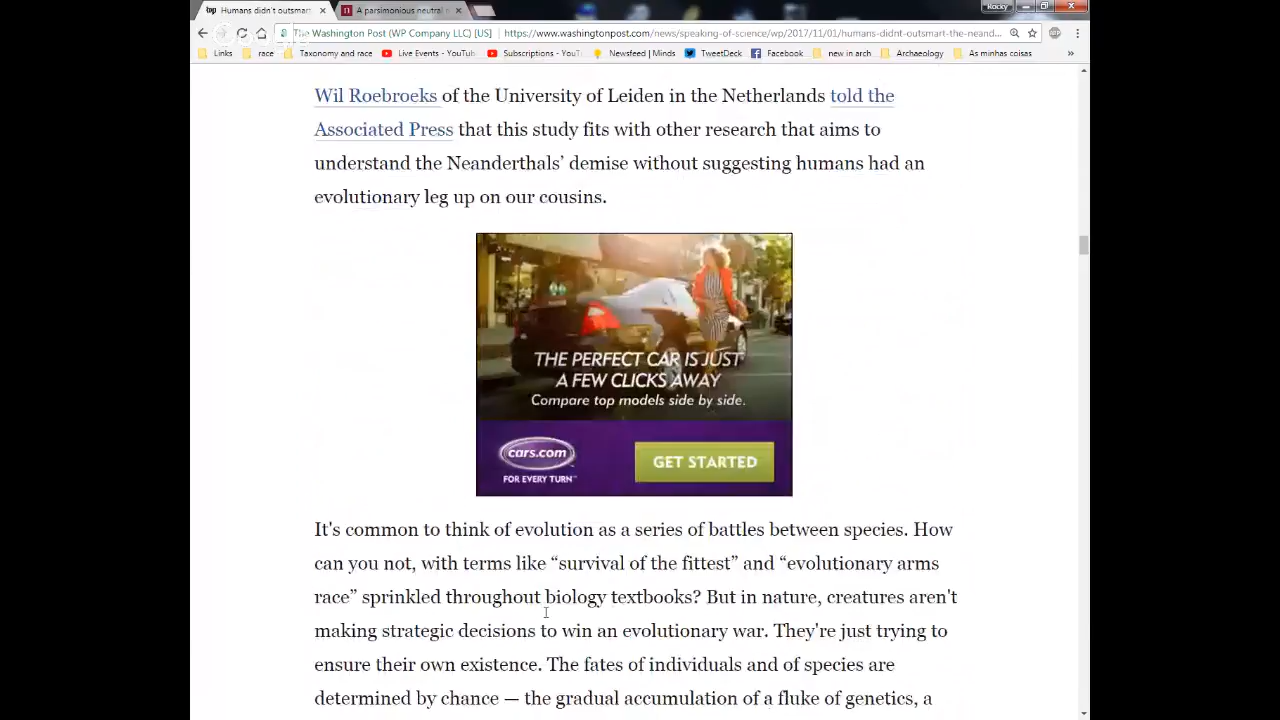 Humans didn't outsmar
A parsimonious neutral
Rocky
The Washington Post (WP Company LLC) [US]
https://www.washingtonpost.com/news/speaking-of-science/wp/2017/11/01/humans-didnt-outsmart-the-neand...
Links
race
Taxonomy and race
Live Events - YouTu
Subscriptions - YouT
Newsfeed | Minds
TweetDeck
Facebook
new in arch
Archaeology
As minhas coisas
»
Wil Roebroeks of the University of Leiden in the Netherlands told the
Associated Press that this study fits with other research that aims to
understand the Neanderthals’ demise without suggesting humans had an
evolutionary leg up on our cousins.
THE PERFECT CAR IS JUST
A FEW CLICKS AWAY
Compare top models side by side.
cars.com
FOR EVERY TURN™
GET STARTED
It's common to think of evolution as a series of battles between species. How
can you not, with terms like “survival of the fittest” and “evolutionary arms
race” sprinkled throughout biology textbooks? But in nature, creatures aren't
making strategic decisions to win an evolutionary war. They're just trying to
ensure their own existence. The fates of individuals and of species are
determined by chance — the gradual accumulation of a fluke of genetics, a